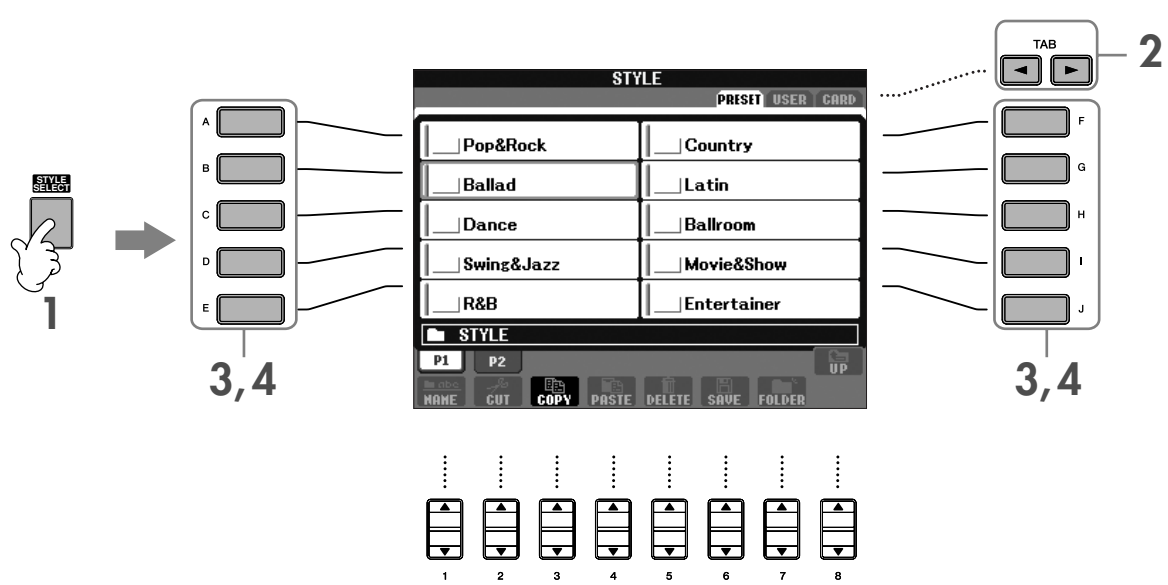 TAB
2
STYLE
PRESET USER CARD
A
B
C
D
E
Pop&Rock
Ballad
Dance
Swing&Jazz
R&B
Country
Latin
Ballroom
Movie&Show
Entertainer
F
G
H
I
J
STYLE SELECT
1
3,4
3,4
STYLE
P1 P2
UP
abc
NAME CUT COPY PASTE DELETE SAVE FOLDER
1 2 3 4 5 6 7 8